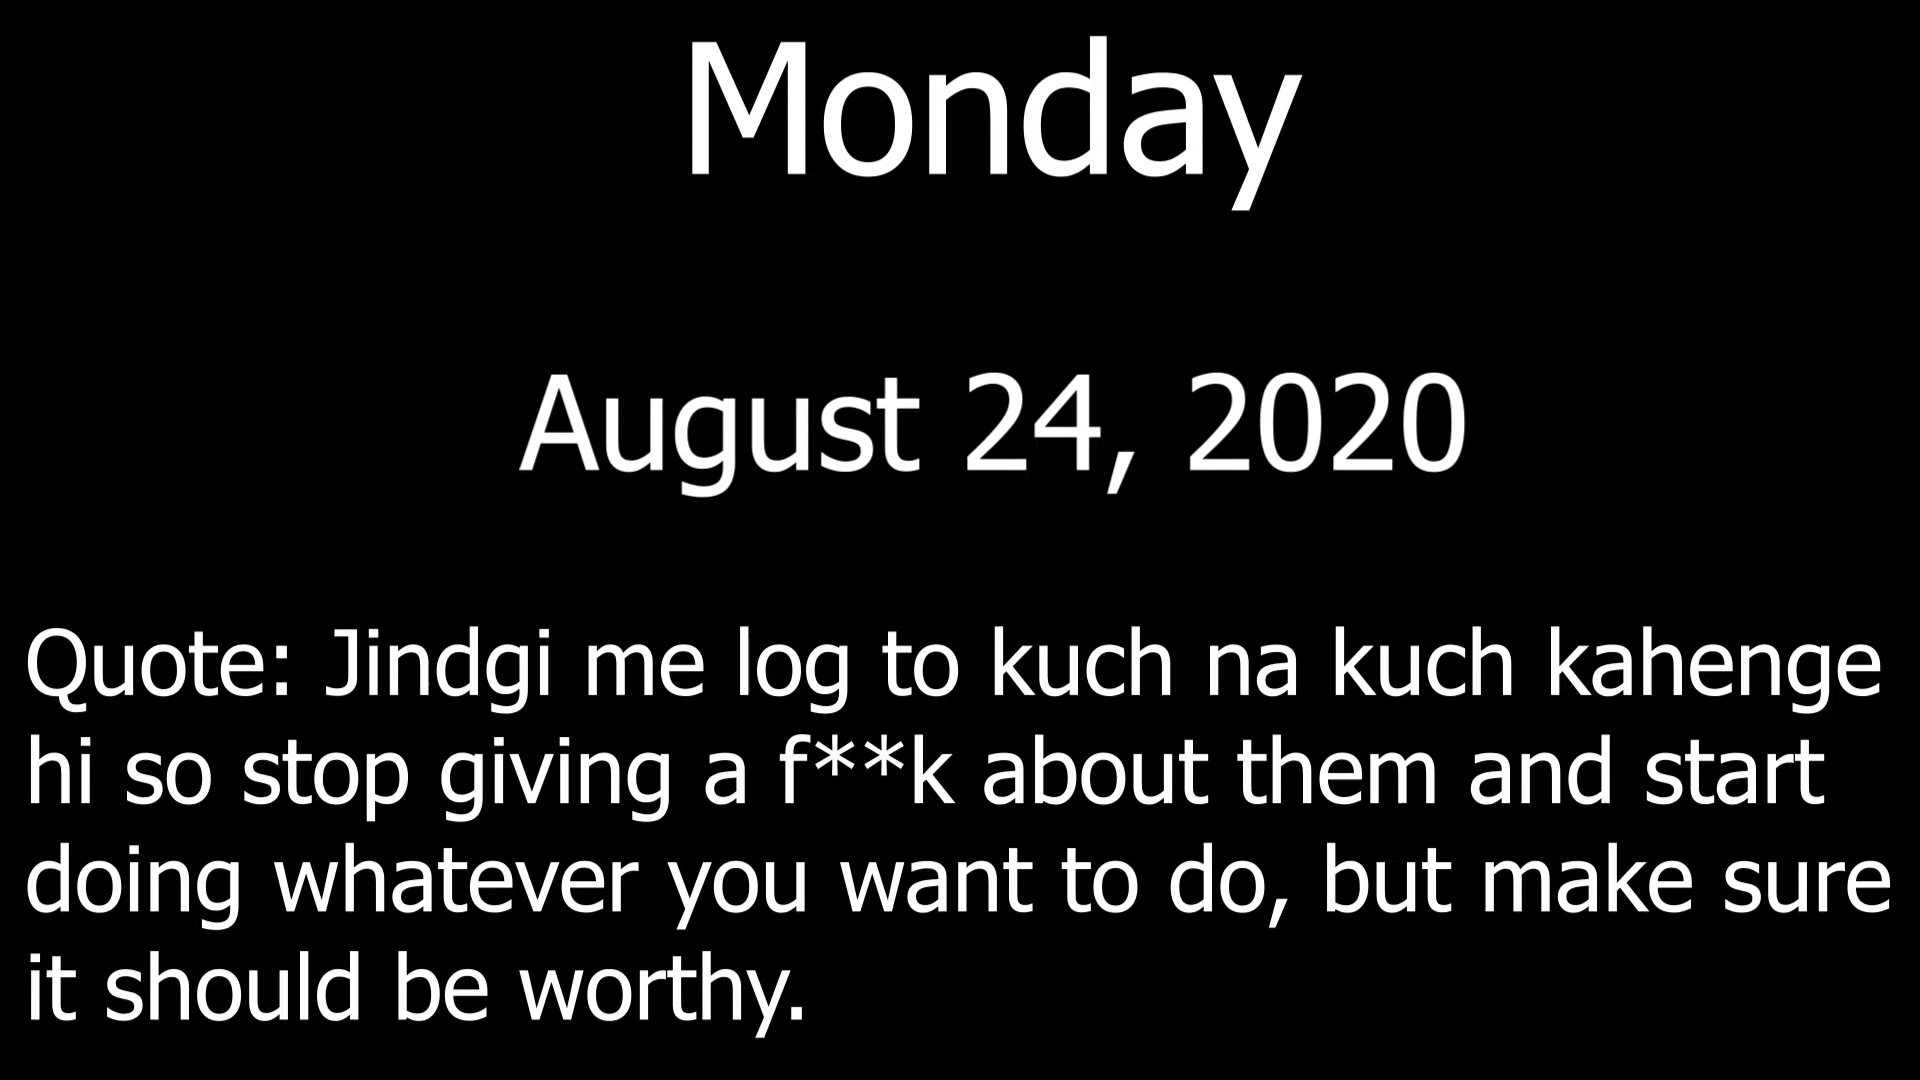 Monday
August 24, 2020
Quote: Jindgi me log to kuch na kuch kahenge
hi so stop giving a f**k about them and start
doing whatever you want to do, but make sure
it should be worthy.